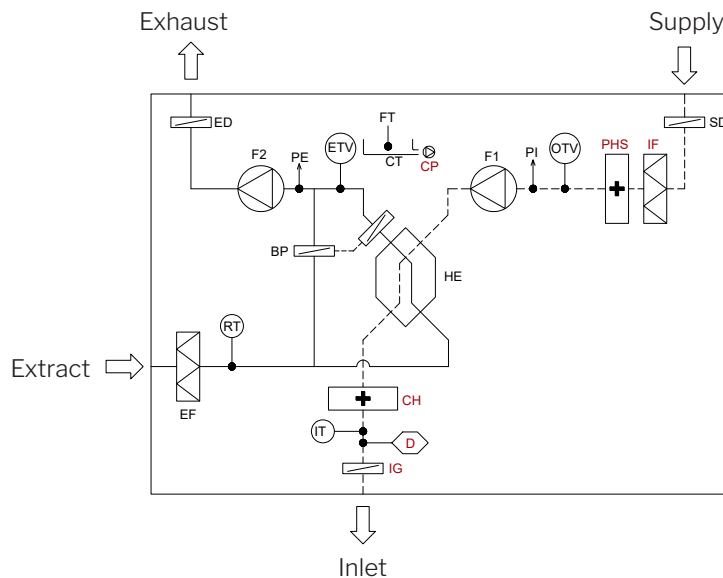 Exhaust
Supply
ED
SD
FT
F2
PE
ETV
CT
CP
F1
PI
OTV
PHS
IF
BP
HE
RT
Extract
EF
CH
IT
D
IG
Inlet